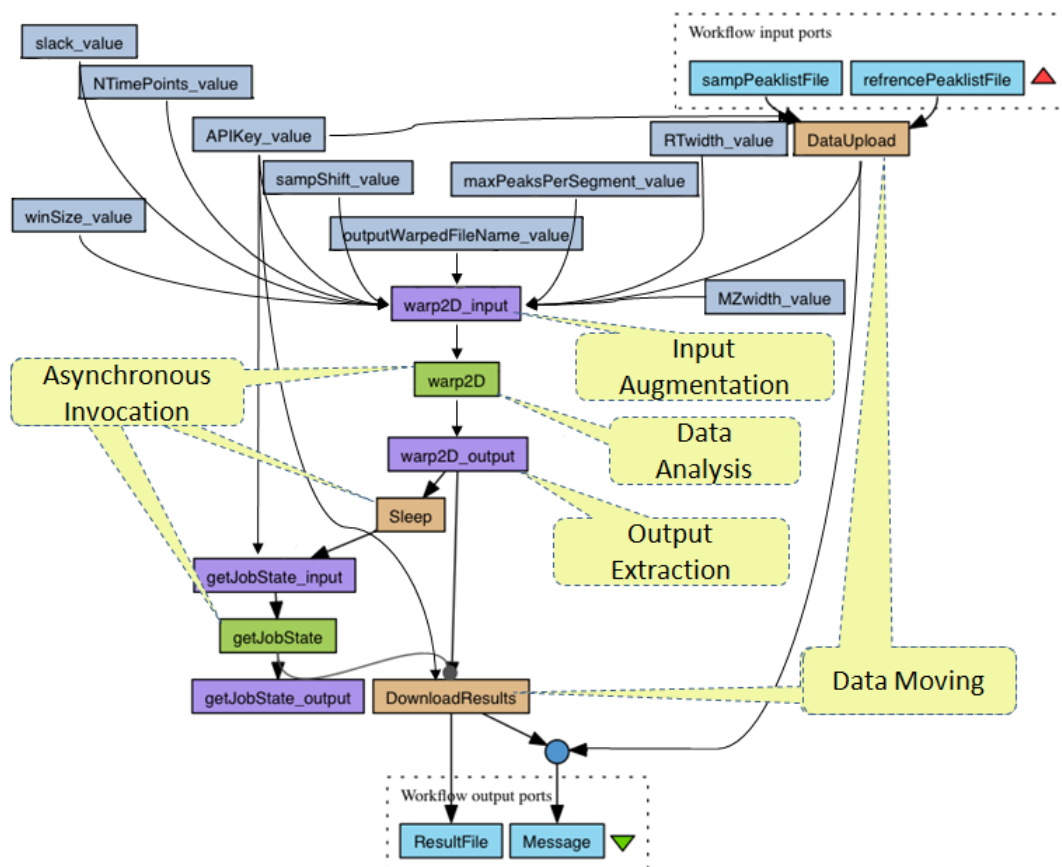 slack_value
Workflow input ports
NTimePoints_value
sampPeaklistFile
refrencePeaklistFile
APIKey_value
RTwidth_value
DataUpload
sampShift_value
maxPeaksPerSegment_value
winSize_value
outputWarpedFileName_value
warp2D_input
MZwidth_value
Input
Augmentation
Asynchronous
Invocation
warp2D
Data
Analysis
warp2D_output
Sleep
Output
Extraction
getJobState_input
getJobState
getJobState_output
DownloadResults
Data Moving
Workflow output ports
ResultFile
Message